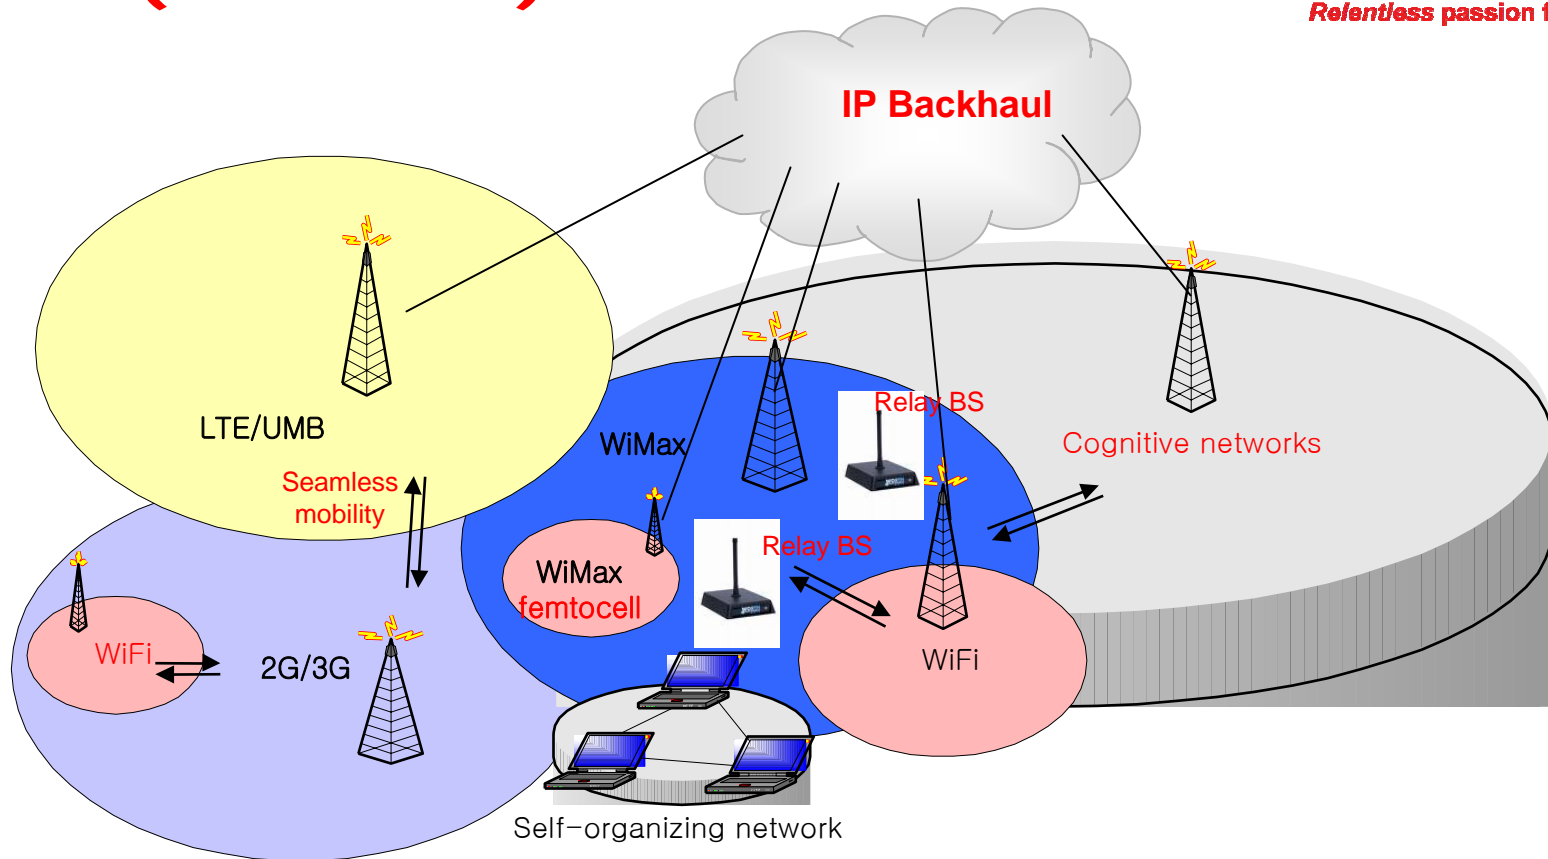 Relentless passion f
IP Backhaul
LTE/UMB
Seamless
mobility
WiMax
Relay BS
Cognitive networks
WiMax
femtocell
Relay BS
WiFi
2G/3G
WiFi
Self-organizing network